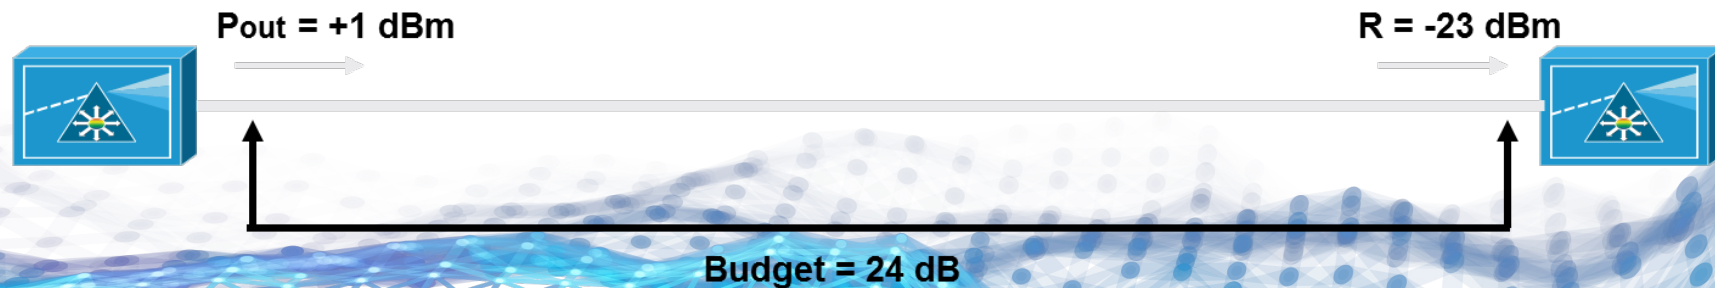 Pout = +1 dBm
R = -23 dBm
Budget = 24 dB